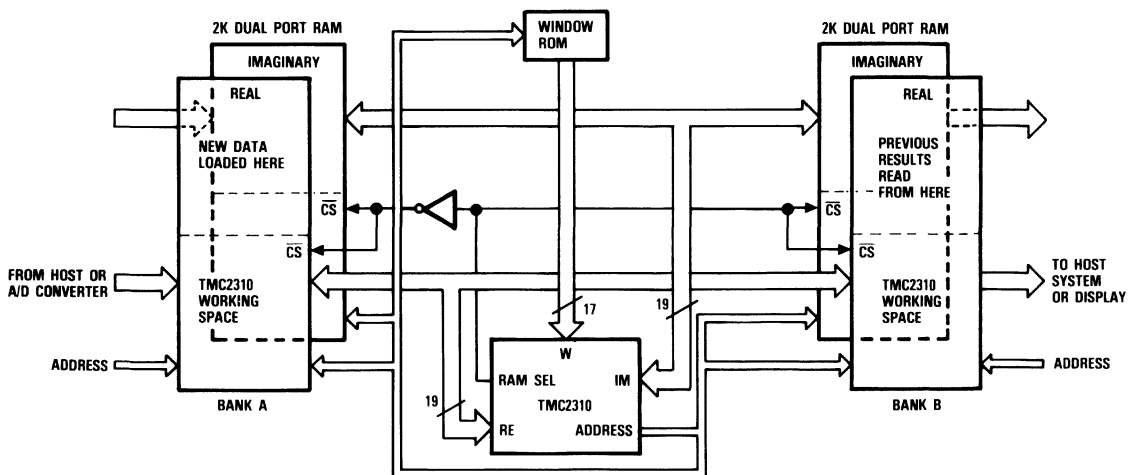 2K DUAL PORT RAM
IMAGINARY
REAL
NEW DATA
LOADED HERE
CS
CS
FROM HOST OR
A/D CONVERTER
TMC2310
WORKING
SPACE
ADDRESS
BANK A
WINDOW
ROM
17
19
W
RAM SEL
IM
TMC2310
19
RE
ADDRESS
2K DUAL PORT RAM
IMAGINARY
REAL
PREVIOUS
RESULTS
READ
FROM HERE
CS
CS
TMC2310
WORKING
SPACE
TO HOST
SYSTEM
OR DISPLAY
ADDRESS
BANK B